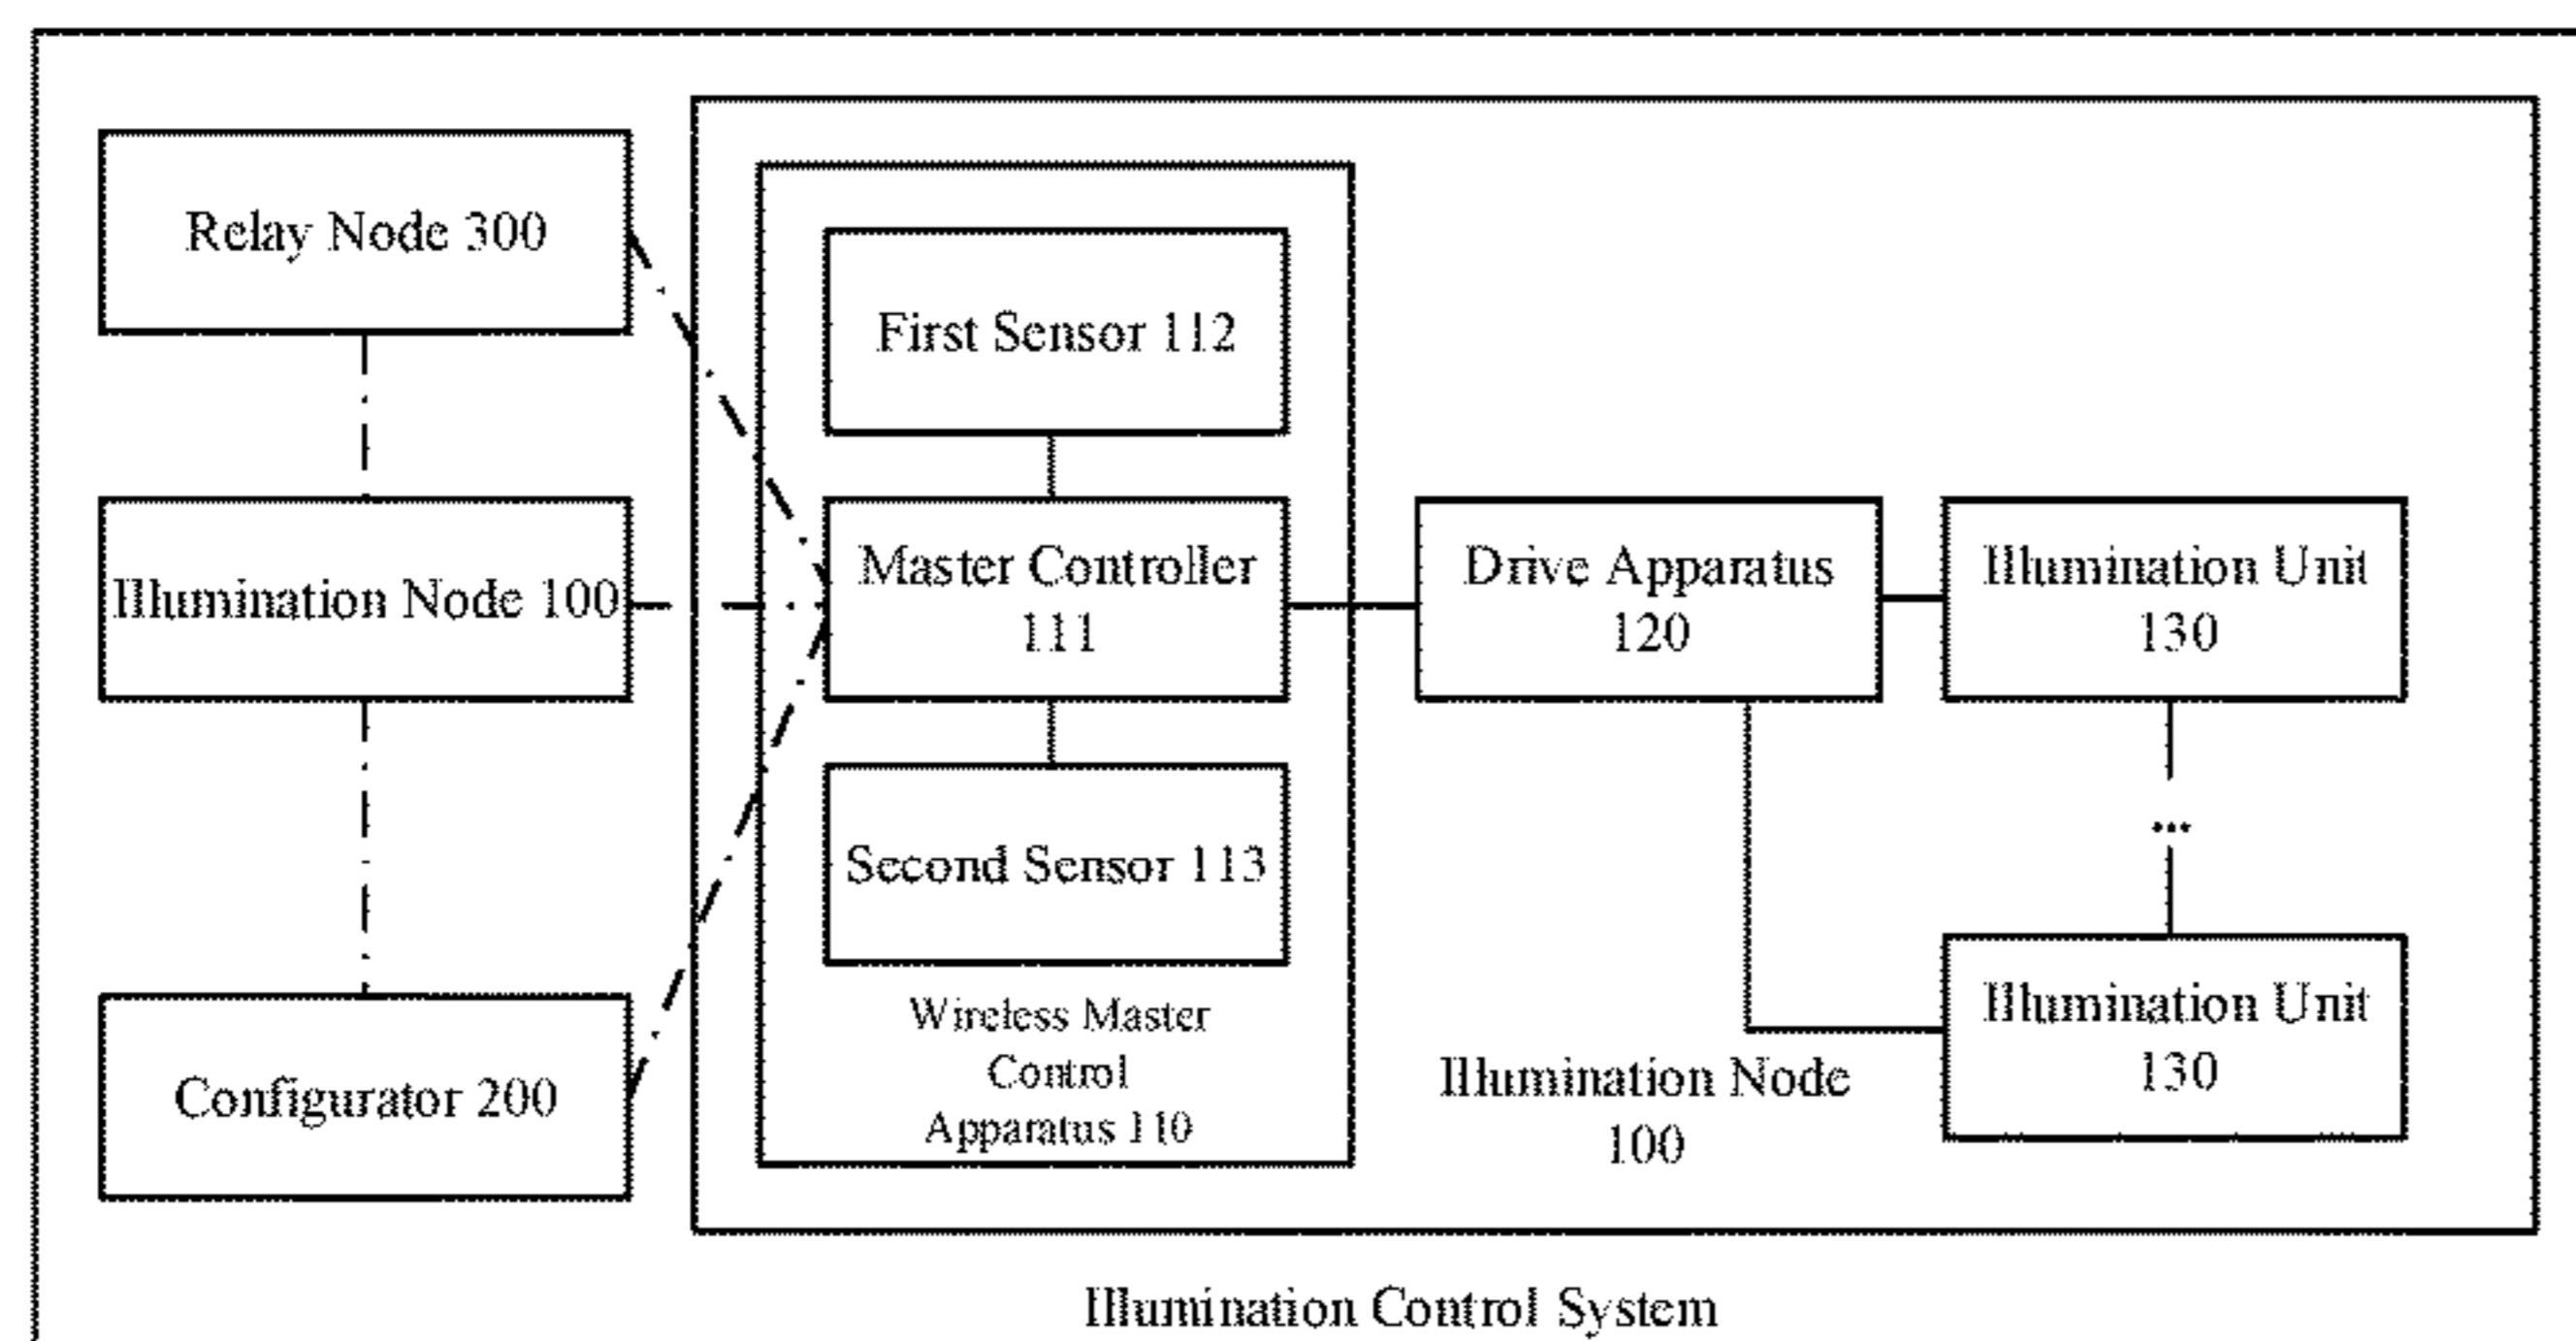 Relay Node 300
Illumination Node 100
Configurator 200
First Sensor 112
Master Controller
111
Second Sensor 113
Wireless Master
Control
Apparatus 110
Drive Apparatus
120
Illumination Unit
130
...
Illumination Unit
130
Illumination Node
100
Illumination Control System